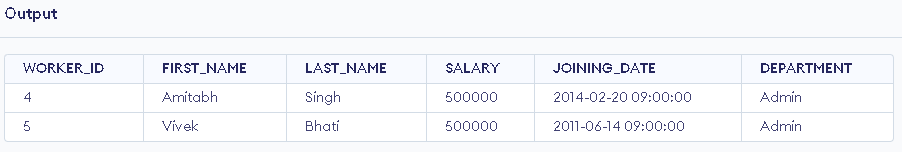 Output
WORKER_ID FIRST_NAME LAST_NAME SALARY JOINING_DATE DEPARTMENT
4 Amitabh Singh 500000 2014-02-20 09:00:00 Admin
5 Vivek Bhati 500000 2011-06-14 09:00:00 Admin